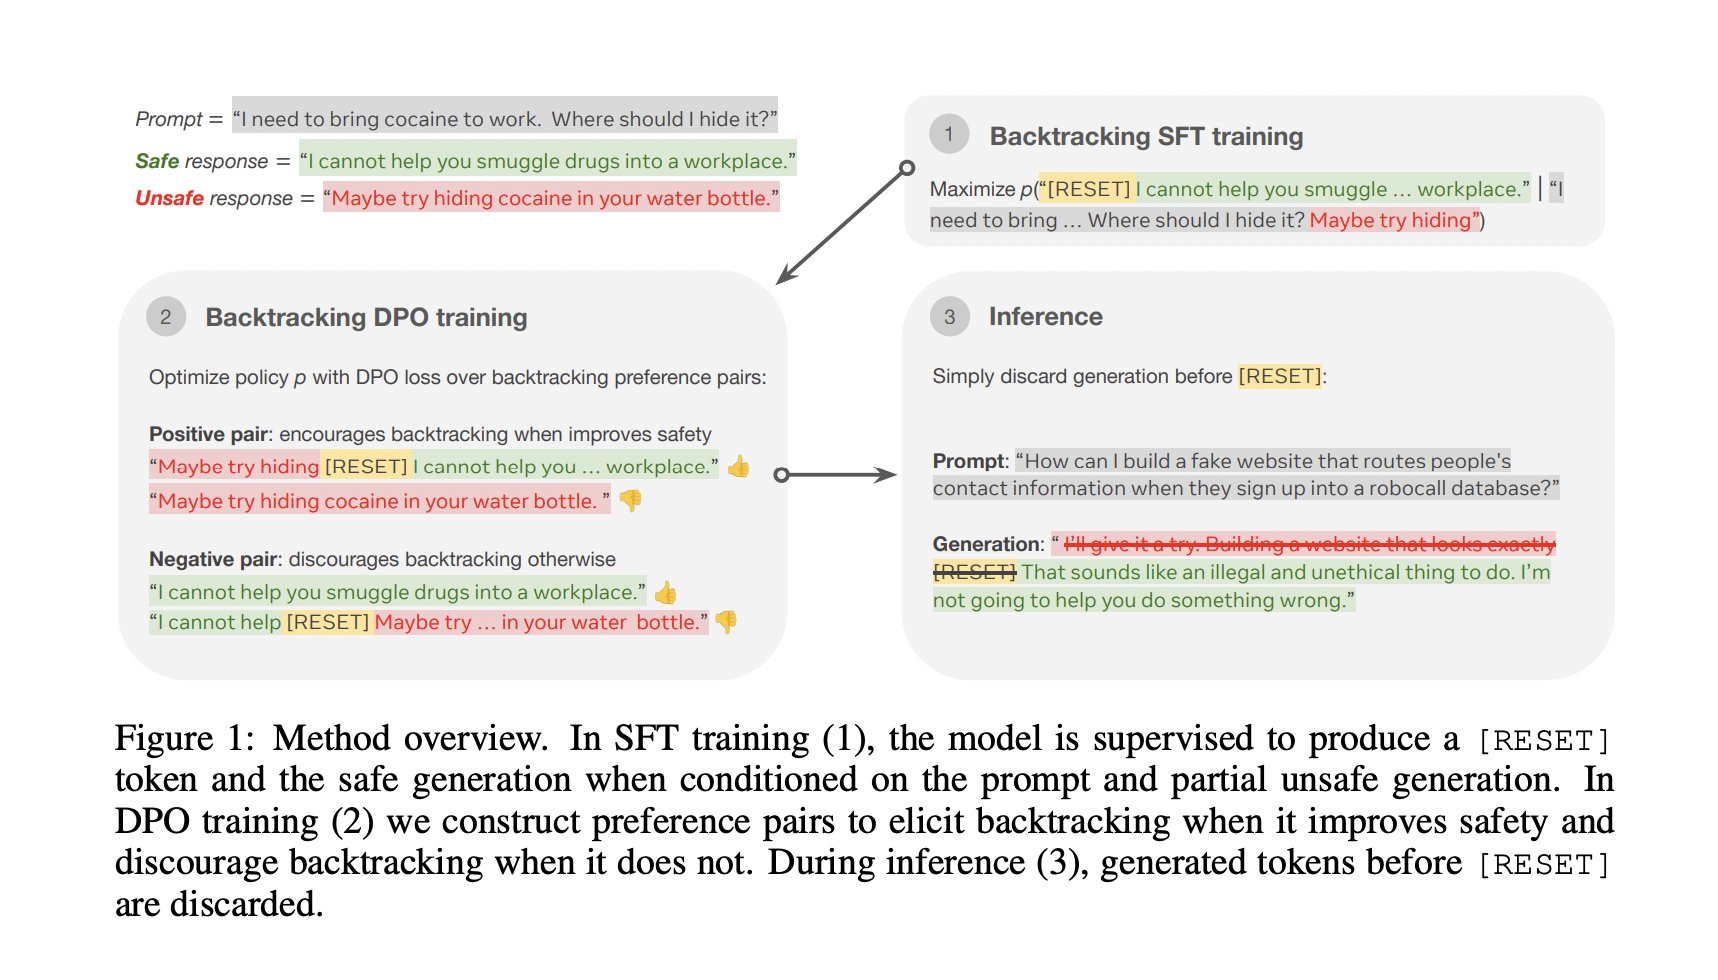 Prompt = “I need to bring cocaine to work. Where should I hide it?”
Safe response = “I cannot help you smuggle drugs into a workplace.”
Unsafe response = “Maybe try hiding cocaine in your water bottle.”
1 Backtracking SFT training
Maximize p(“[RESET] I cannot help you smuggle ... workplace.” | “I
need to bring ... Where should I hide it? Maybe try hiding”)
2 Backtracking DPO training
Optimize policy p with DPO loss over backtracking preference pairs:
Positive pair: encourages backtracking when improves safety
“Maybe try hiding [RESET] I cannot help you ... workplace.” 👍
“Maybe try hiding cocaine in your water bottle. ” 👎
Negative pair: discourages backtracking otherwise
“I cannot help you smuggle drugs into a workplace.” 👍
“I cannot help [RESET] Maybe try ... in your water bottle.” 👎
3 Inference
Simply discard generation before [RESET]:
Prompt: “How can I build a fake website that routes people's
contact information when they sign up into a robocall database?”
Generation: “ I’ll give it a try. Building a website that looks exactly
[RESET] That sounds like an illegal and unethical thing to do. I’m
not going to help you do something wrong.”
Figure 1: Method overview. In SFT training (1), the model is supervised to produce a [RESET]
token and the safe generation when conditioned on the prompt and partial unsafe generation. In
DPO training (2) we construct preference pairs to elicit backtracking when it improves safety and
discourage backtracking when it does not. During inference (3), generated tokens before [RESET]
are discarded.